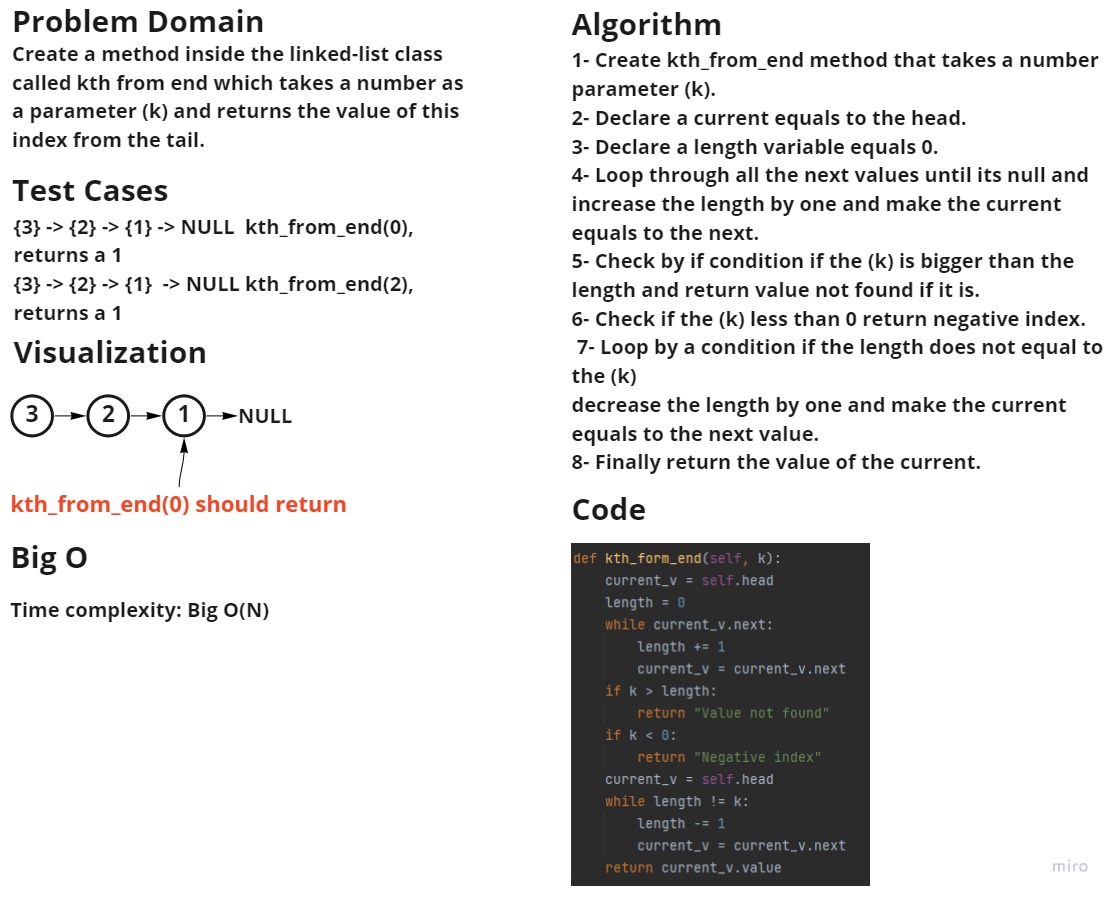 Problem Domain
Create a method inside the linked-list class
called kth from end which takes a number as
a parameter (k) and returns the value of this
index from the tail.
Test Cases
{3} -> {2} -> {1} -> NULL  kth_from_end(0),
returns a 1
{3} -> {2} -> {1}  -> NULL kth_from_end(2),
returns a 1
Visualization
3 2 1 NULL
kth_from_end(0) should return
Big O
Time complexity: Big O(N)
Algorithm
1- Create kth_from_end method that takes a number
parameter (k).
2- Declare a current equals to the head.
3- Declare a length variable equals 0.
4- Loop through all the next values until its null and
increase the length by one and make the current
equals to the next.
5- Check by if condition if the (k) is bigger than the
length and return value not found if it is.
6- Check if the (k) less than 0 return negative index.
7- Loop by a condition if the length does not equal to
the (k)
decrease the length by one and make the current
equals to the next value.
8- Finally return the value of the current.
Code
def kth_form_end(self, k):
    current_v = self.head
    length = 0
    while current_v.next:
        length += 1
        current_v = current_v.next
    if k > length:
        return "Value not found"
    if k < 0:
        return "Negative index"
    current_v = self.head
    while length != k:
        length -= 1
        current_v = current_v.next
    return current_v.value
miro